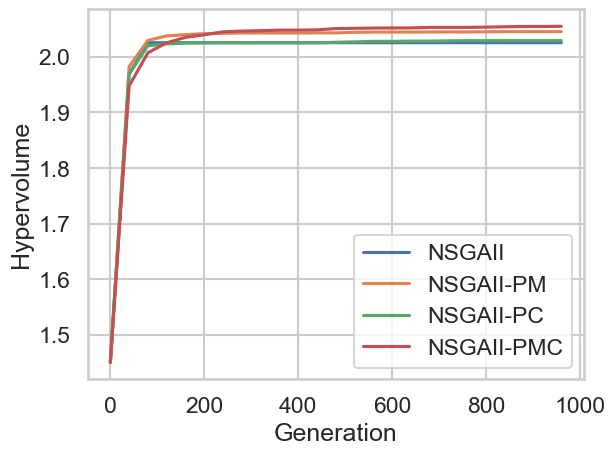 2.0
1.9
1.8
1.7
1.6
1.5
Hypervolume
NSGAII
NSGAII-PM
NSGAII-PC
NSGAII-PMC
0 200 400 600 800 1000
Generation